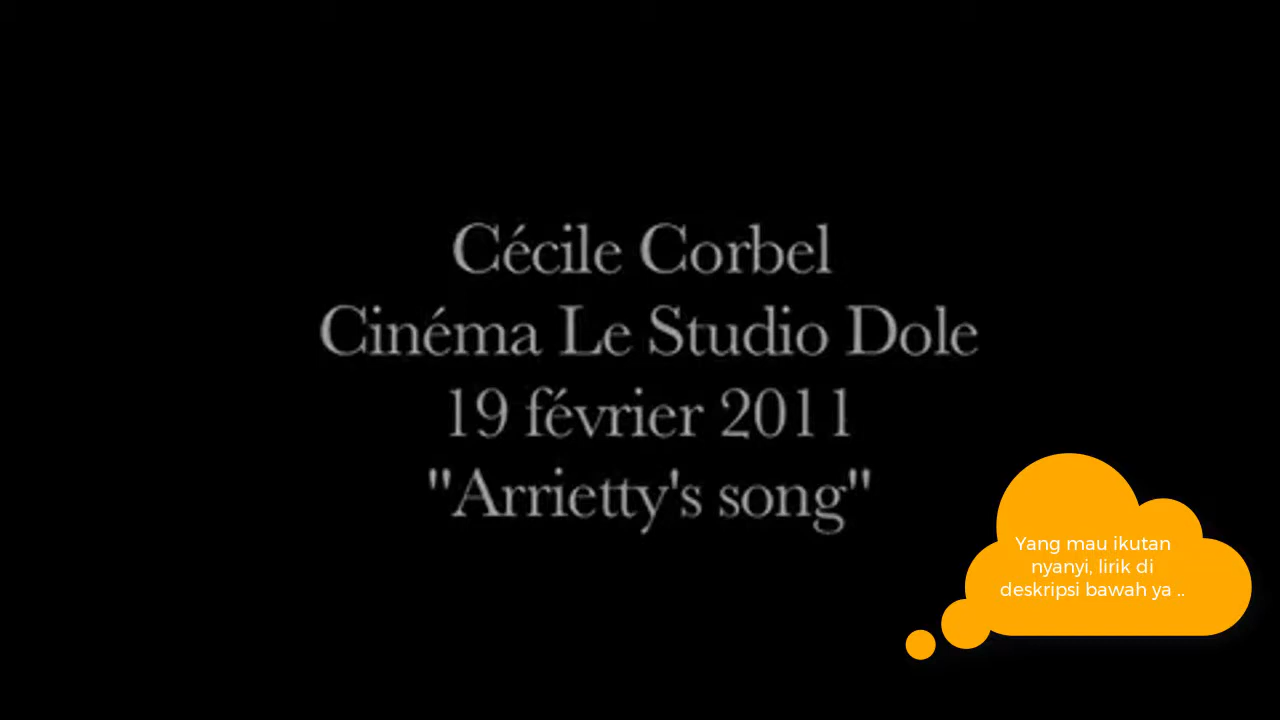 Cécile Corbel
Cinéma Le Studio Dole
19 février 2011
"Arrietty's song"
Yang mau ikutan
nyanyi, lirik di
deskripsi bawah ya ..